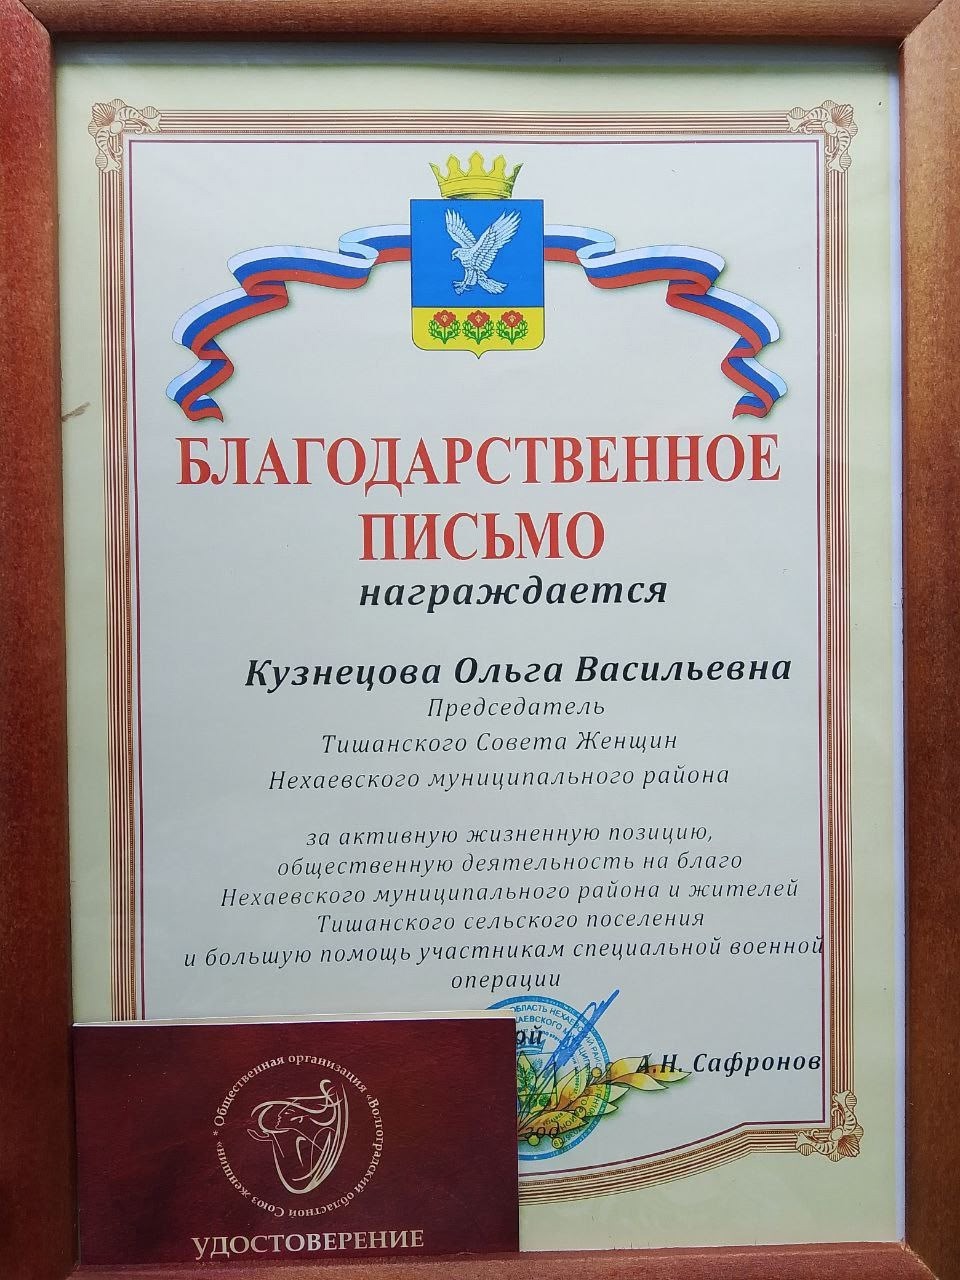 БЛАГОДАРСТВЕННОЕ
ПИСЬМО
награждается
Кузнецова Ольга Васильевна
Председатель
Тишанского Совета Женщин
Нехаевского муниципального района
за активную жизненную позицию,
общественную деятельность на благо
Нехаевского муниципального района и жителей
Тишанского сельского поселения
и большую помощь участникам специальной военной
операции
А.Н. Сафронов
Общественная организация «Волгоградский областной Союз женщин» *
УДОСТОВЕРЕНИЕ